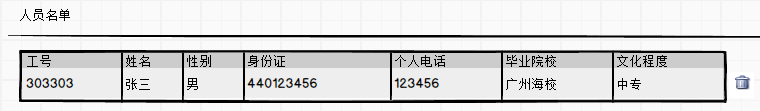 人员名单
工号 姓名 性别 身份证 个人电话 毕业院校 文化程度
303303 张三 男 440123456 123456 广州海校 中专